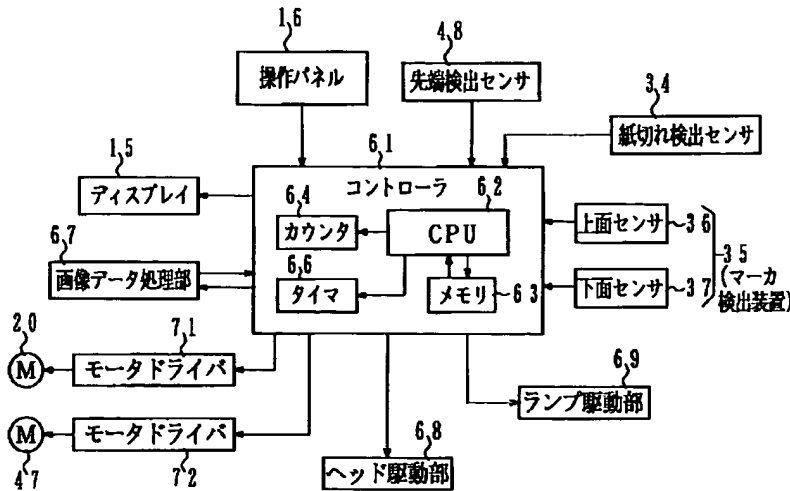 16
操作パネル
48
先端検出センサ
34
紙切れ検出センサ
61
コントローラ
15
ディスプレイ
64
カウンタ
62
CPU
上面センサ
36
67
画像データ処理部
66
タイマ
メモリ
63
下面センサ
37
35
(マーカ
検出装置)
20
M
71
モータドライバ
69
ランプ駆動部
M
47
モータドライバ
72
68
ヘッド駆動部